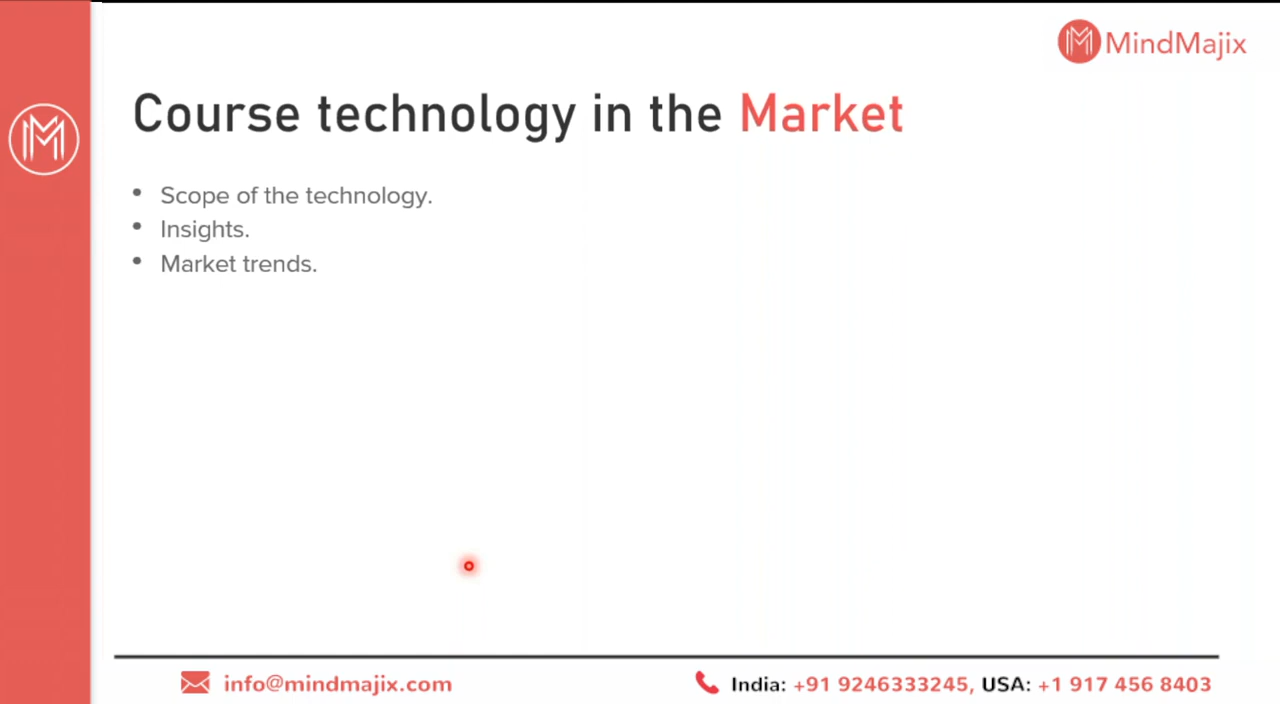 MindMajix
Course technology in the Market
• Scope of the technology.
• Insights.
• Market trends.
info@mindmajix.com
India: +91 9246333245, USA: +1 917 456 8403